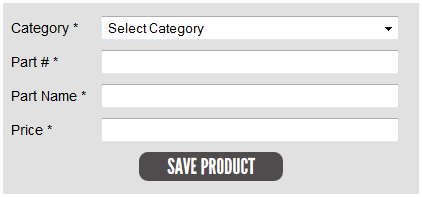 Category * Select Category
Part # *
Part Name *
Price *
SAVE PRODUCT